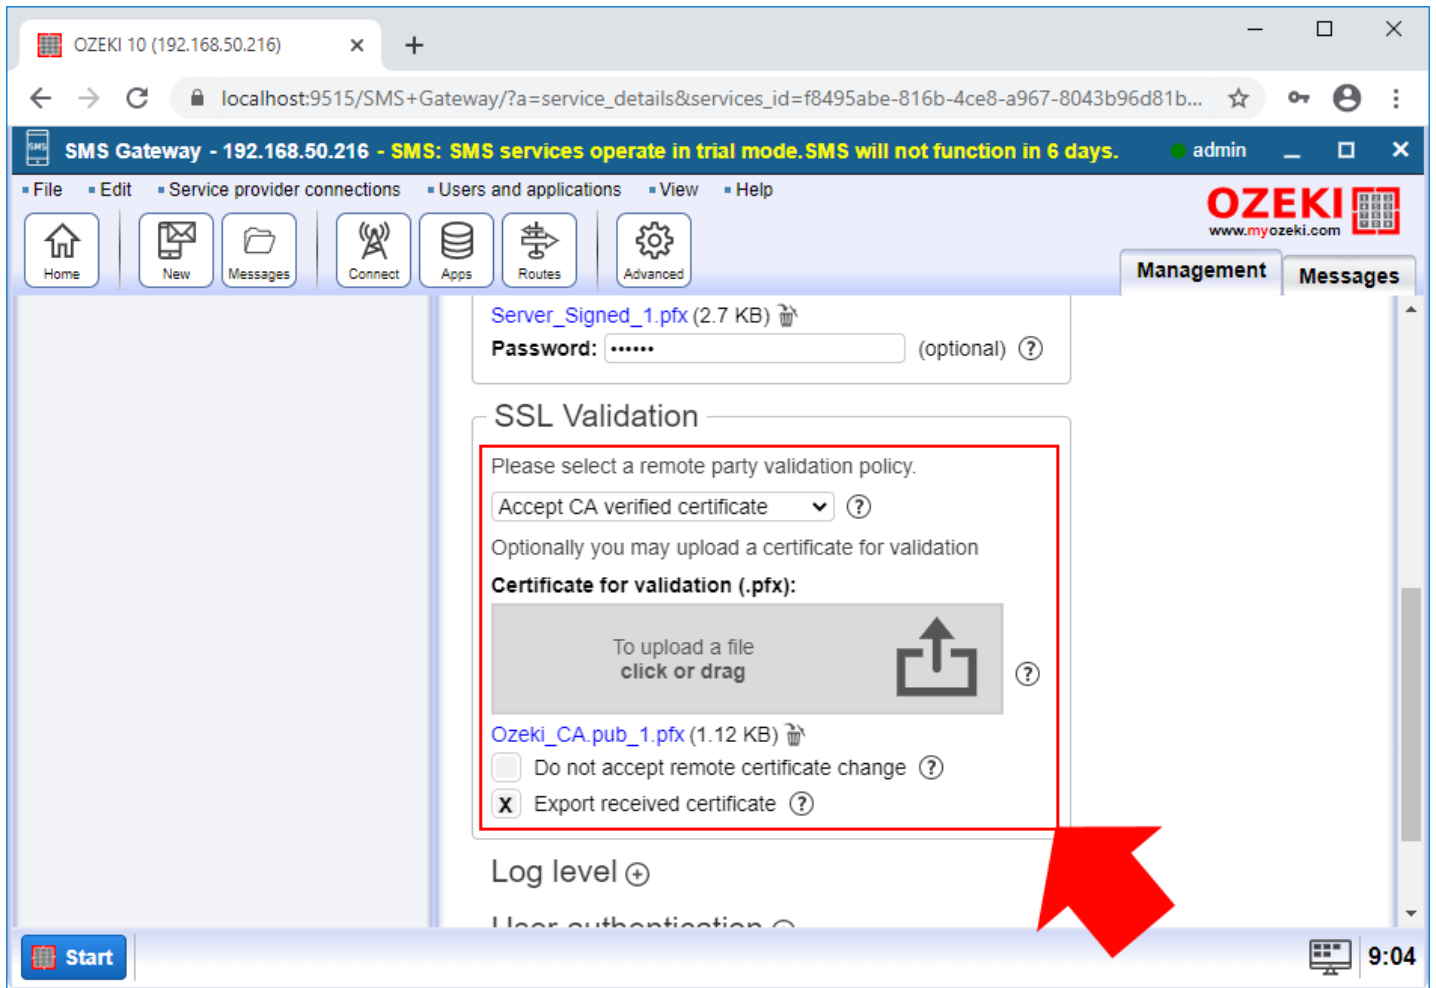 OZEKI 10 (192.168.50.216)
localhost:9515/SMS+Gateway/?a=service_details&services_id=f8495abe-816b-4ce8-a967-8043b96d81b...
SMS Gateway - 192.168.50.216 - SMS: SMS services operate in trial mode.SMS will not function in 6 days. admin
File Edit Service provider connections Users and applications View Help
OZEKI
www.myozeki.com
Home New Messages Connect Apps Routes Advanced
Management Messages
Server_Signed_1.pfx (2.7 KB)
Password: •••••• (optional) ?
SSL Validation
Please select a remote party validation policy.
Accept CA verified certificate ?
Optionally you may upload a certificate for validation
Certificate for validation (.pfx):
To upload a file
click or drag
?
Ozeki_CA.pub_1.pfx (1.12 KB)
Do not accept remote certificate change ?
X Export received certificate ?
Log level +
User authentication
Start 9:04